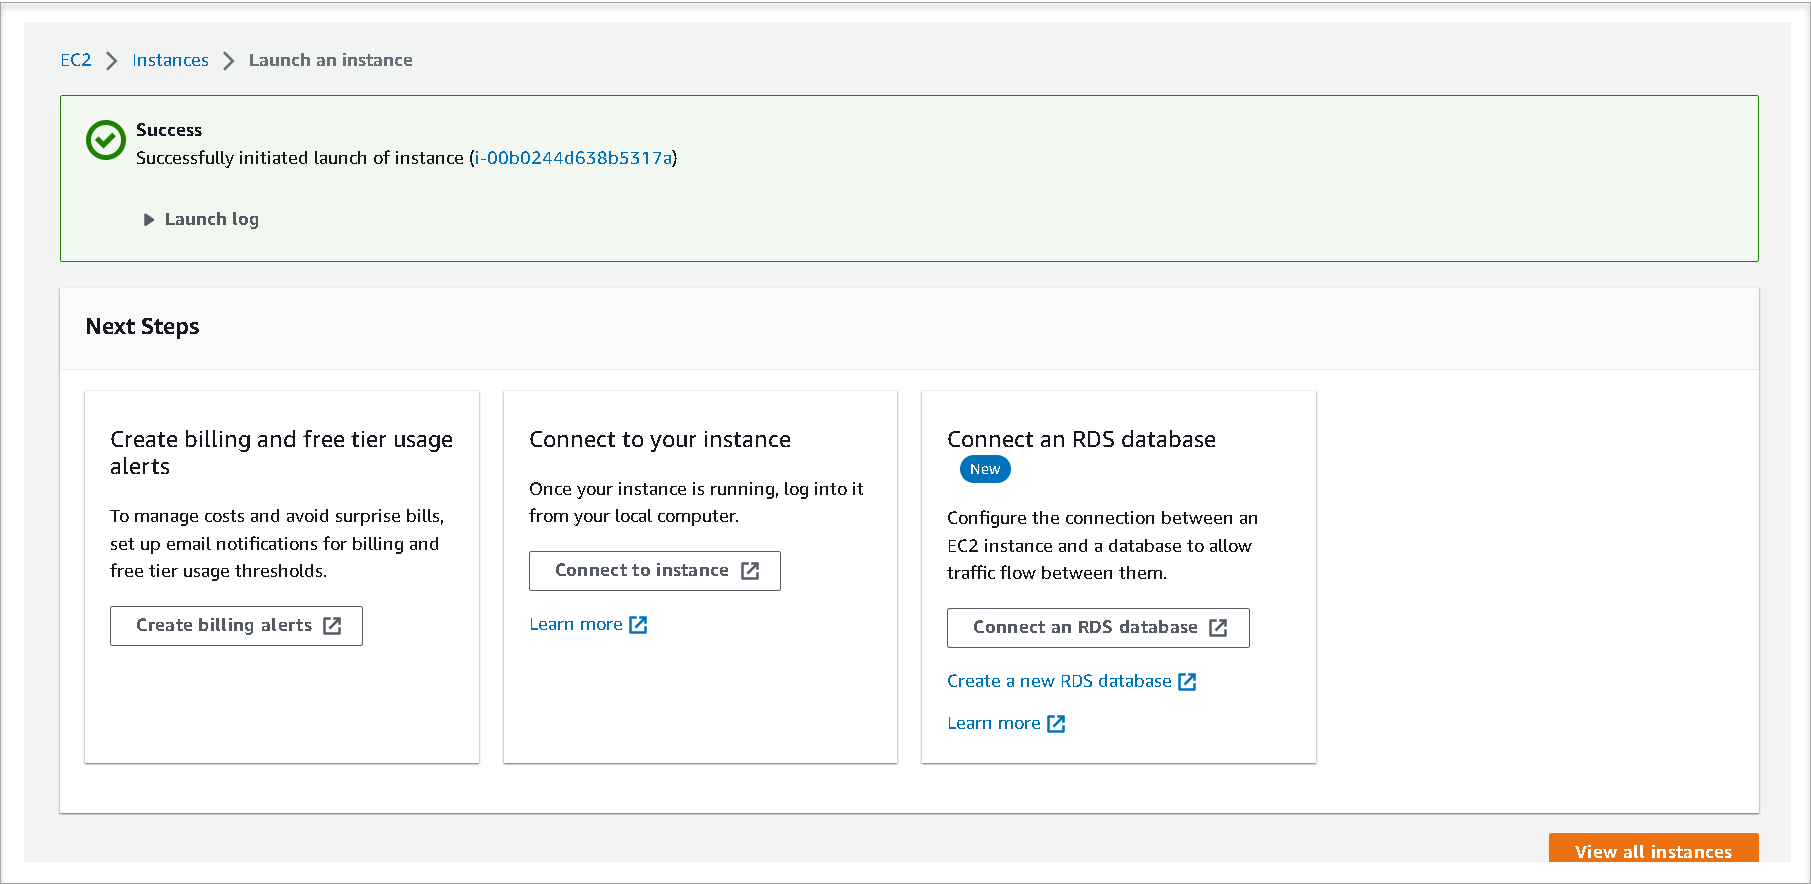 EC2 Instances Launch an instance
Success
Successfully initiated launch of instance (i-00b0244d638b5317a)
Launch log
Next Steps
Create billing and free tier usage
alerts
To manage costs and avoid surprise bills,
set up email notifications for billing and
free tier usage thresholds.
Create billing alerts
Connect to your instance
Once your instance is running, log into it
from your local computer.
Connect to instance
Learn more
Connect an RDS database
New
Configure the connection between an
EC2 instance and a database to allow
traffic flow between them.
Connect an RDS database
Create a new RDS database
Learn more
View all instances